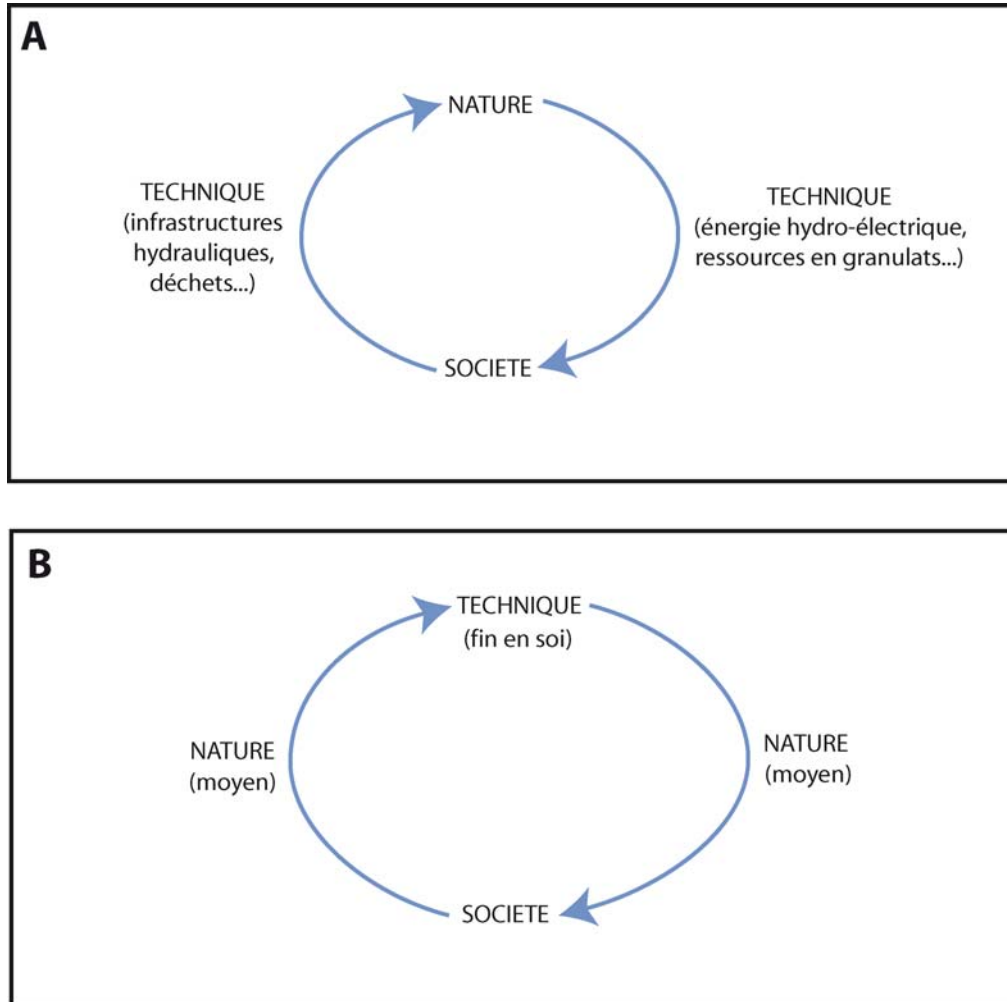 A
NATURE
TECHNIQUE
(infrastructures
hydrauliques,
déchets...)
TECHNIQUE
(énergie hydro-électrique,
ressources en granulats...)
SOCIETE
B
TECHNIQUE
(fin en soi)
NATURE
(moyen)
NATURE
(moyen)
SOCIETE